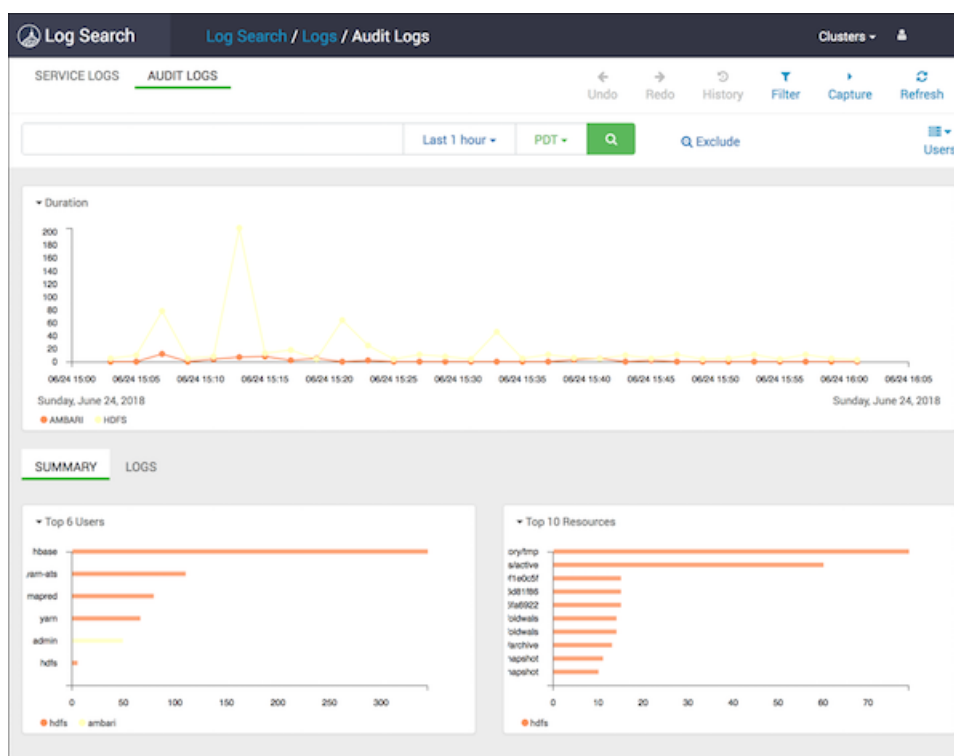 Log Search Log Search / Logs / Audit Logs Clusters
SERVICE LOGS AUDIT LOGS
Undo Redo History Filter Capture Refresh
Last 1 hour PDT Exclude
Users
Duration
200
180
160
140
120
100
80
60
40
20
0
06/24 15:00 06/24 15:05 06/24 15:10 06/24 15:15 06/24 15:20 06/24 15:25 06/24 15:30 06/24 15:35 06/24 15:40 06/24 15:45 06/24 15:50 06/24 15:55 06/24 16:00 06/24 16:05
Sunday, June 24, 2018 Sunday, June 24, 2018
AMBARI HDFS
SUMMARY LOGS
Top 6 Users
hbase
yarn-ats
mapred
yarn
admin
hdfs
0 50 100 150 200 250 300
hdfs ambari
Top 10 Resources
ory/tmp
s/active
f1e0c5f
3d81f86
5fa6922
oldwals
oldwals
/archive
napshot
napshot
0 10 20 30 40 50 60 70
hdfs